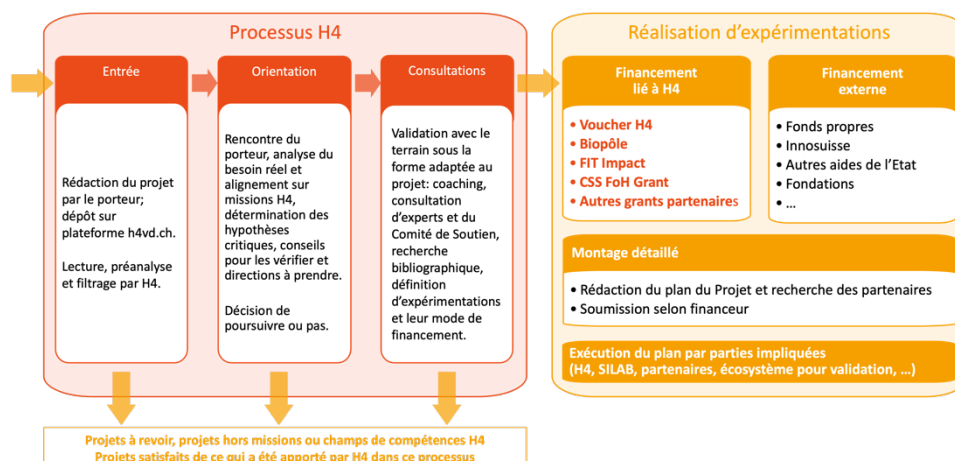 Processus H4
Entrée
Rédaction du projet
par le porteur;
dépôt sur
plateforme h4vd.ch.
Lecture, préanalyse
et filtrage par H4.
Orientation
Rencontre du
porteur, analyse du
besoin réel et
alignement sur
missions H4,
détermination des
hypothèses
critiques, conseils
pour les vérifier et
directions à prendre.
Décision de
poursuivre ou pas.
Consultations
Validation avec le
terrain sous la
forme adaptée au
projet: coaching,
consultation
d’experts et du
Comité de Soutien,
recherche
bibliographique,
définition
d’expérimentations
et leur mode de
financement.
Projets à revoir, projets hors missions ou champs de compétences H4
Projets satisfaits de ce qui a été apporté par H4 dans ce processus
Réalisation d’expérimentations
Financement
lié à H4
• Voucher H4
• Biopôle
• FIT Impact
• CSS FoH Grant
• Autres grants partenaires
Financement
externe
• Fonds propres
• Innosuisse
• Autres aides de l’Etat
• Fondations
• …
Montage détaillé
• Rédaction du plan du Projet et recherche des partenaires
• Soumission selon financeur
Exécution du plan par parties impliquées
(H4, SILAB, partenaires, écosystème pour validation, …)